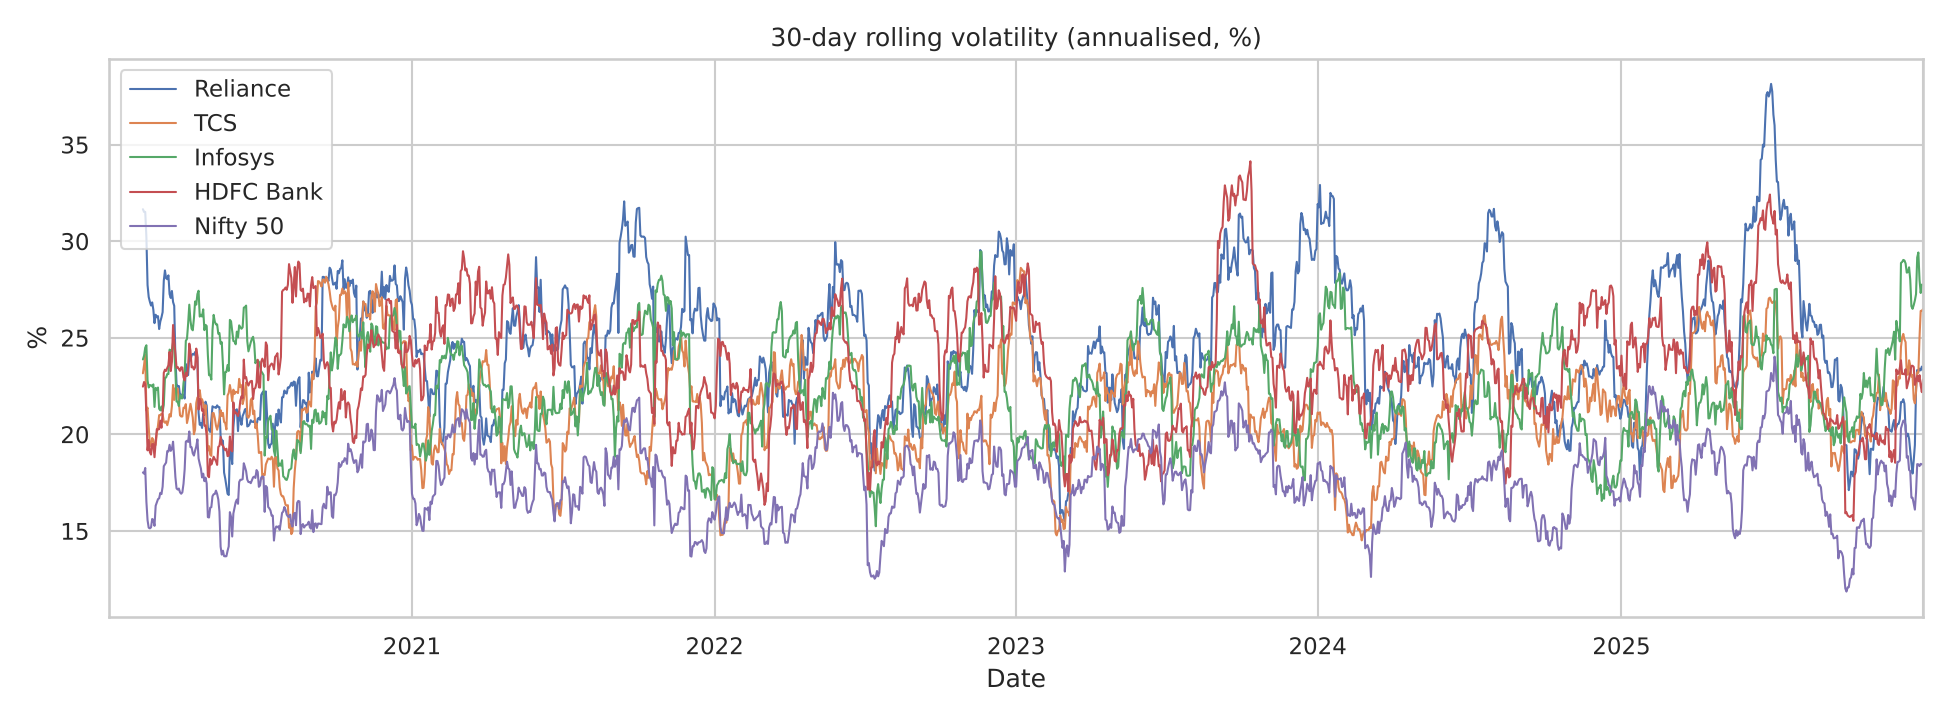 30-day rolling volatility (annualised, %)
Reliance
TCS
Infosys
HDFC Bank
Nifty 50
%
35
30
25
20
15
2021 2022 2023 2024 2025
Date